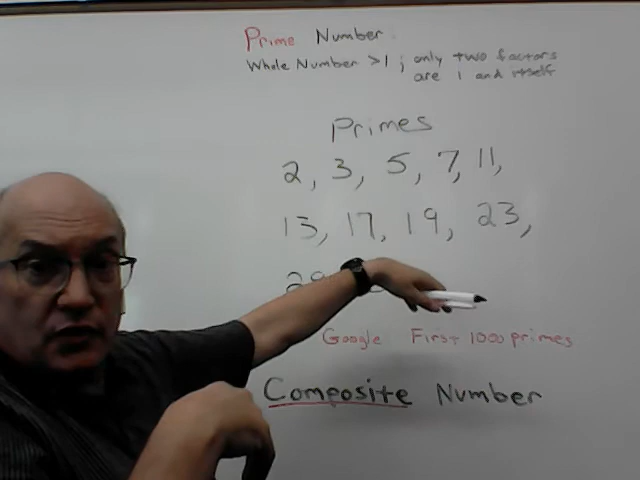 Prime Number
Whole Number >1 ; only two factors
are 1 and itself
Primes
2, 3, 5, 7, 11,
13, 17, 19, 23,
29
Google First 1000 primes
Composite Number